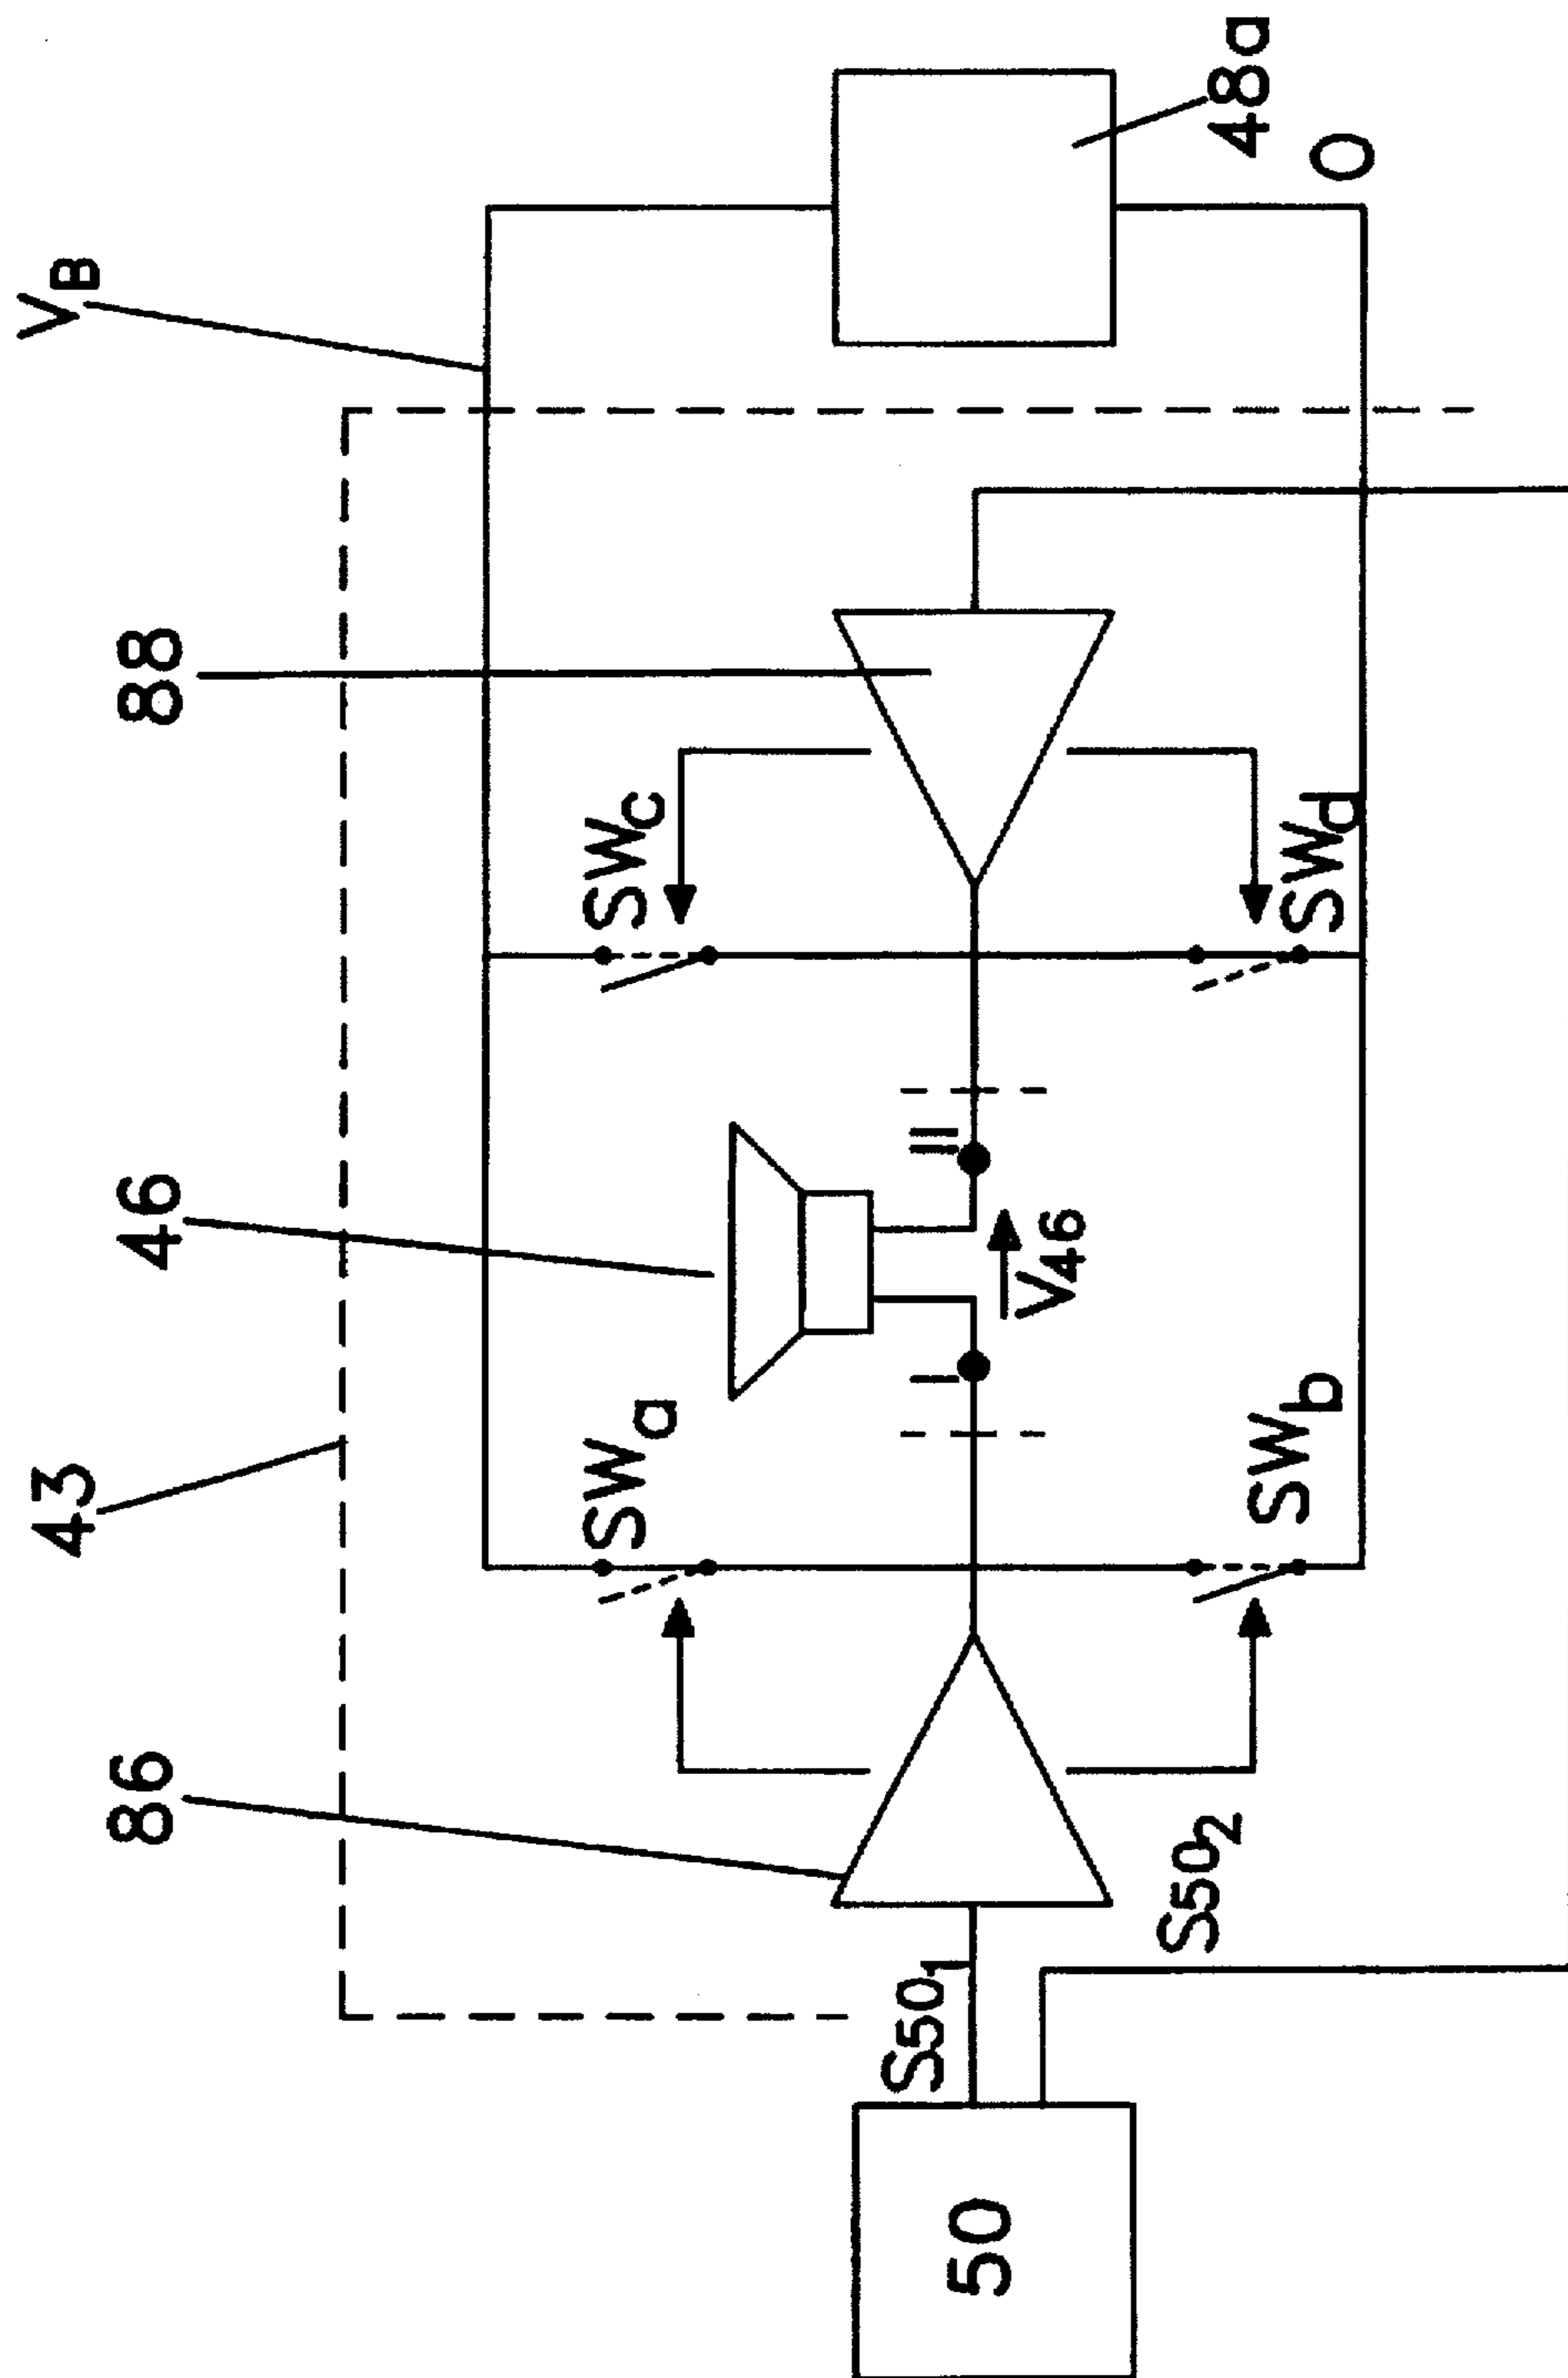 43
86
46
88
V_B
SW_a
SW_c
I
II
V_46
48a
S50_1
50
S50_2
SW_b
SW_d
0